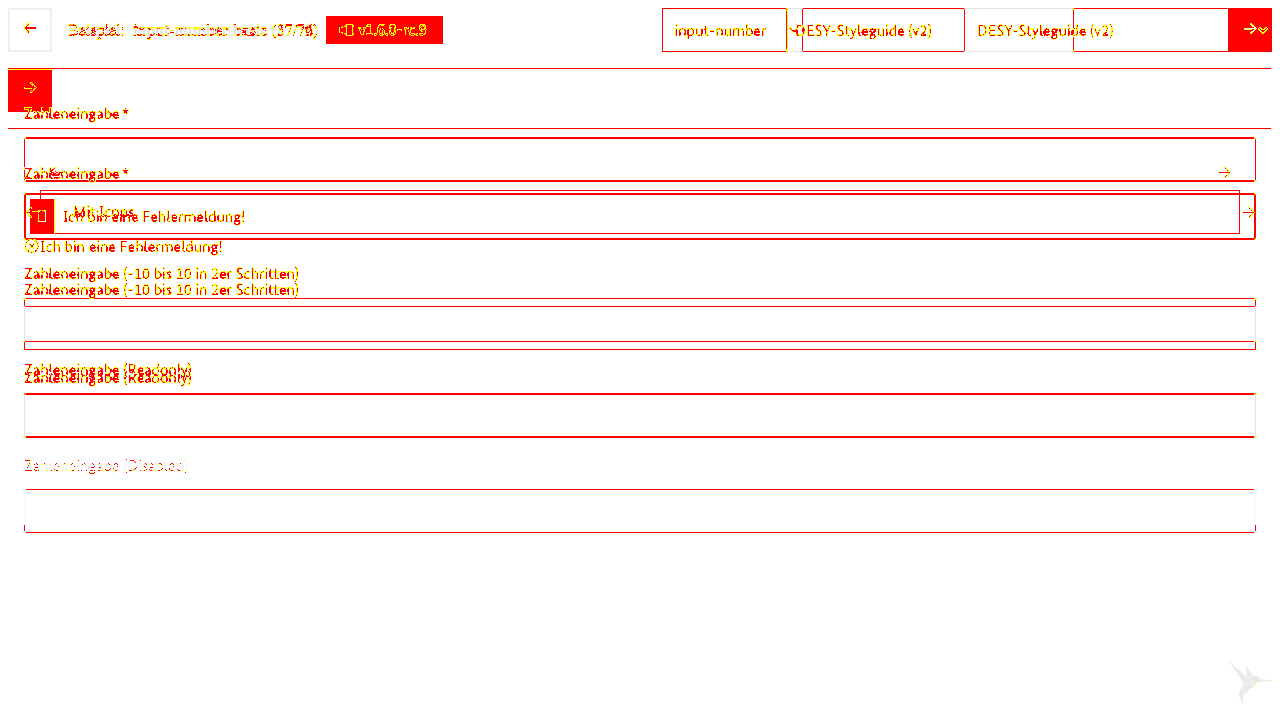 Beispiel: input-number basic
v1.6.0-rc.9
input-number
DESY-Styleguide (v2)
DESY-Styleguide (v2)
Zahleneingabe *
Zahleneingabe *
Mit Icons
Ich bin eine Fehlermeldung!
Ich bin eine Fehlermeldung!
Zahleneingabe (-10 bis 10 in 2er Schritten)
Zahleneingabe (-10 bis 10 in 2er Schritten)
Zahleneingabe (Readonly)
Zahleneingabe (Readonly)
Zahleneingabe (Disabled)